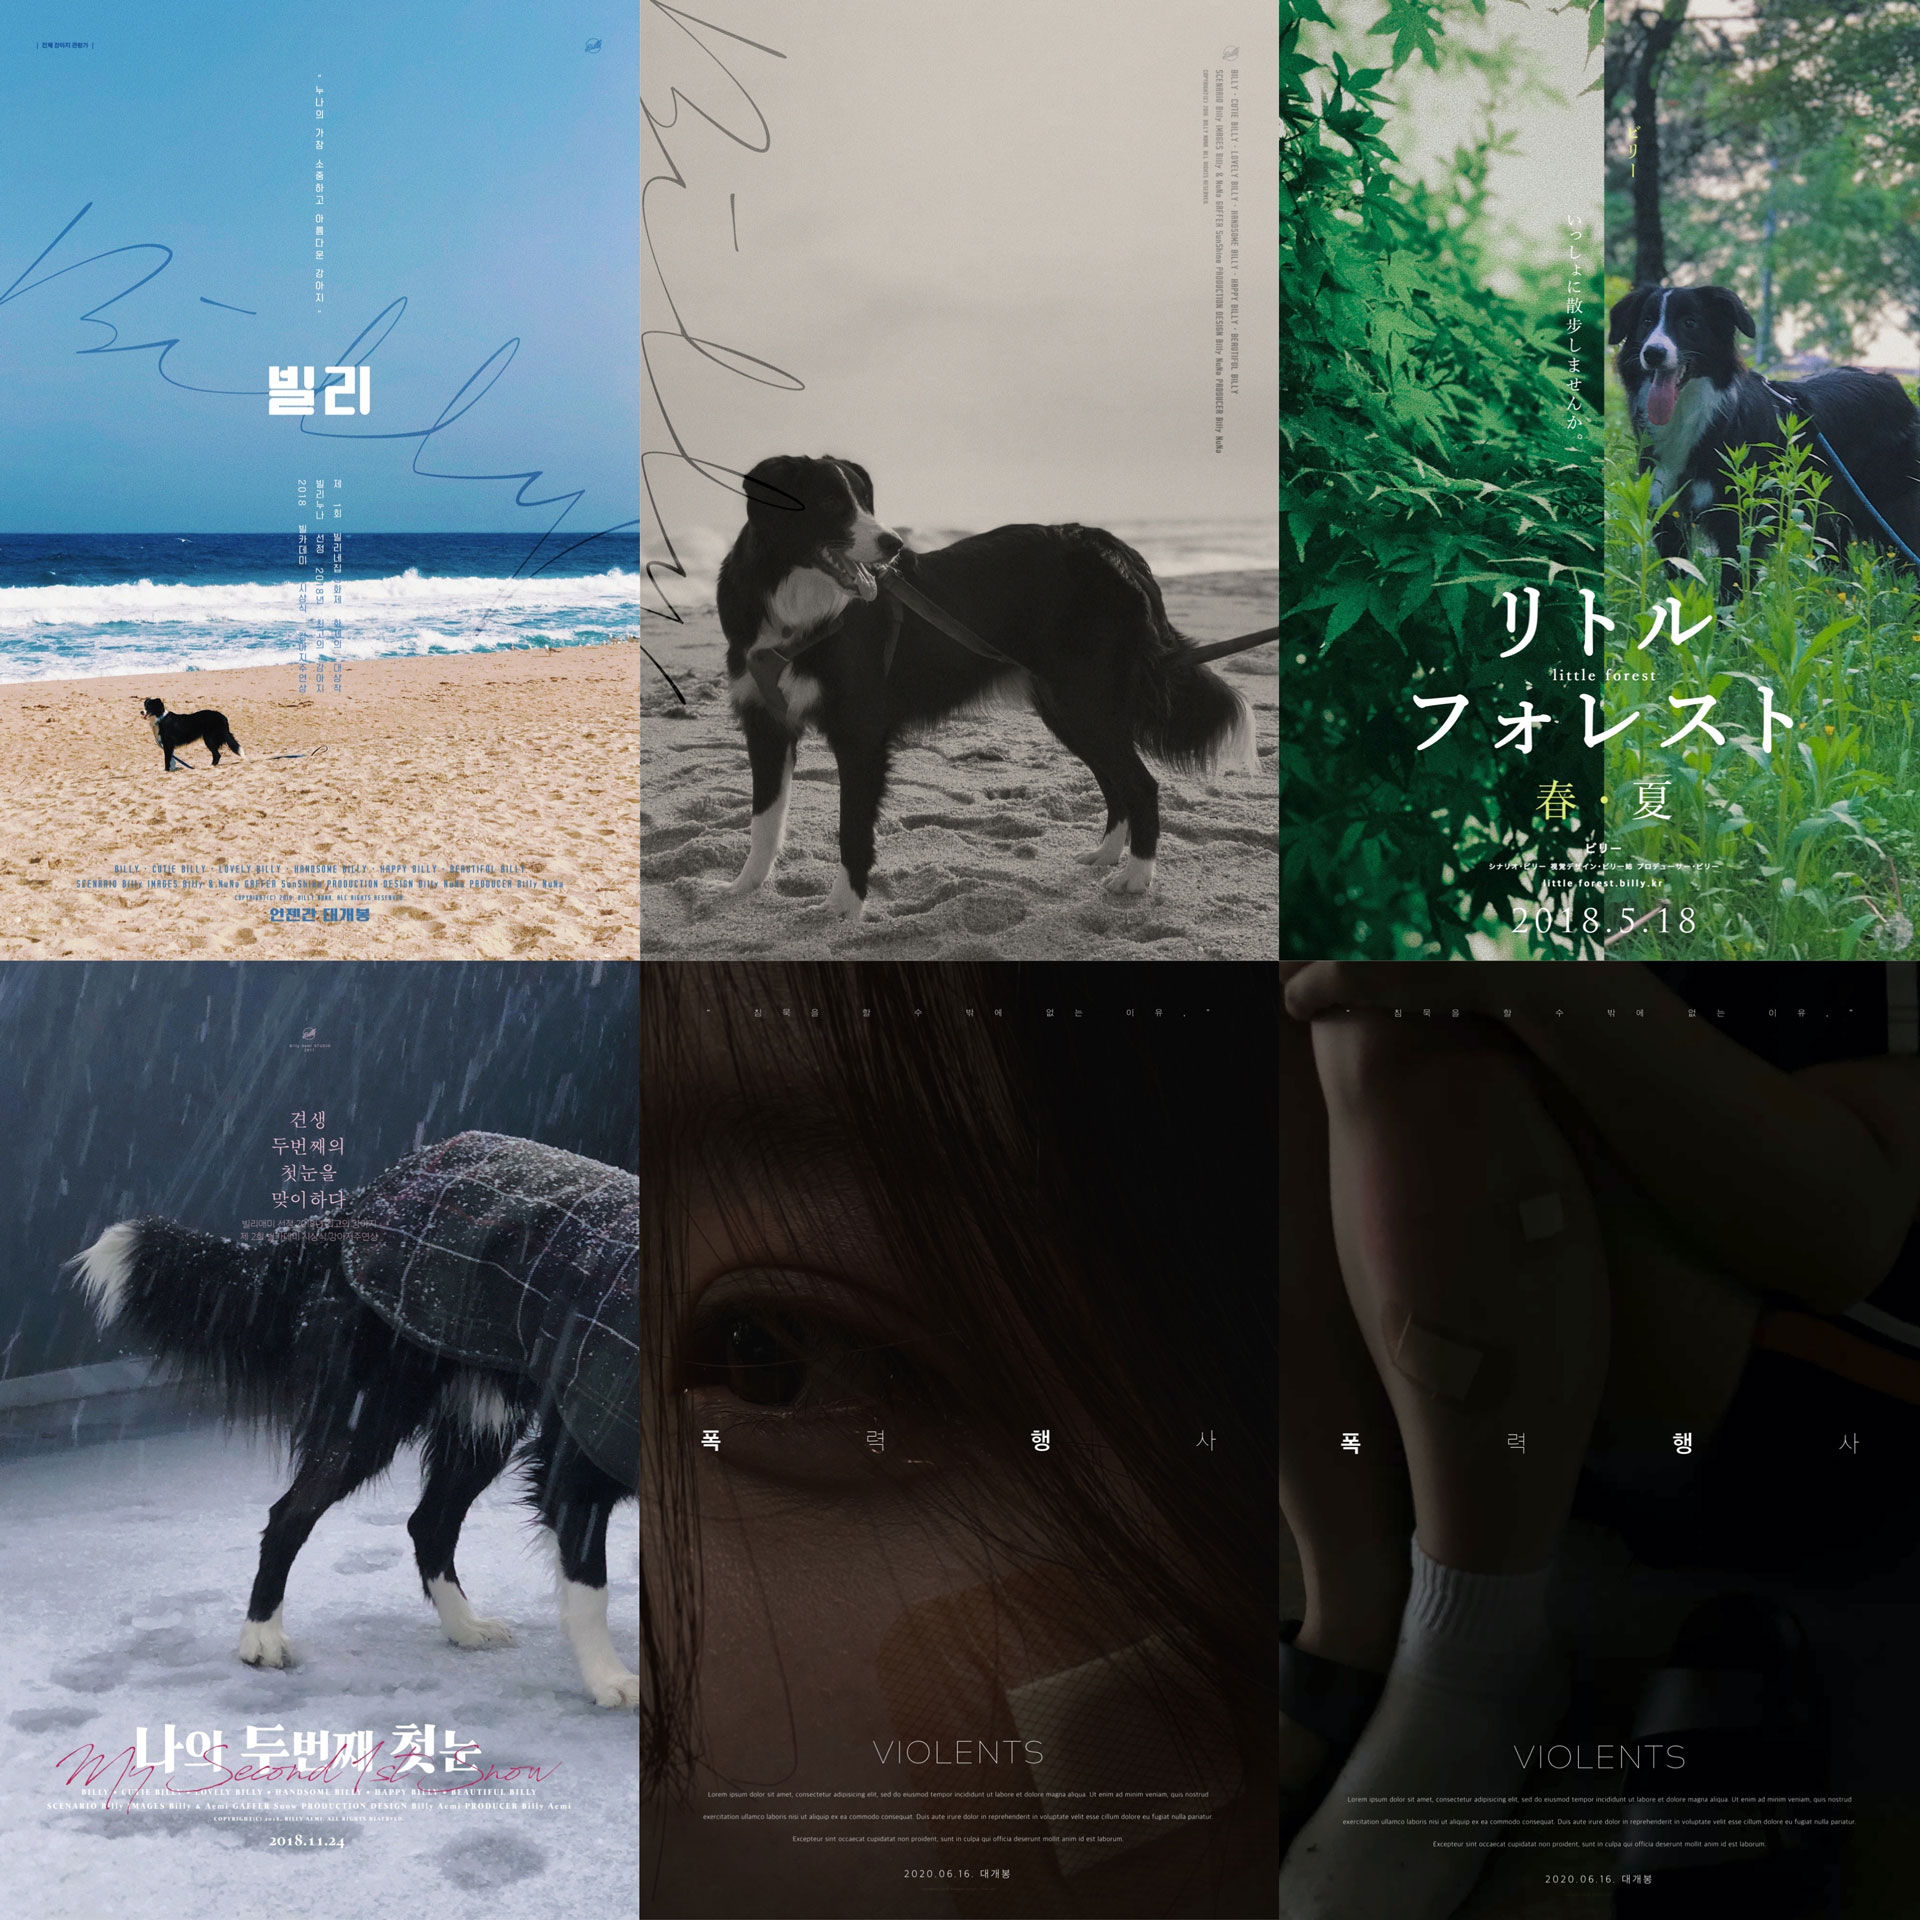 | 전체 강아지 관람가 |
" 누나의 가장 소중하고 아름다운 강아지 "
Billy
빌리
제 1회 빌리네집 영화제 화제의 대상작
빌리누나 선정 2018년 최고의 강아지
2018 빌카데미 시상식 강아지주연상
BILLY · CUTIE BILLY · LOVELY BILLY · HANDSOME BILLY · HAPPY BILLY · BEAUTIFUL BILLY
SCENARIO Billy IMAGES Billy & NuNa GAFFER SunShine PRODUCTION DESIGN Billy NuNa PRODUCER Billy NuNa
COPYRIGHT(C) 2018. BILLY NUNA. ALL RIGHTS RESERVED.
언젠간 대개봉
Billy
BILLY · CUTIE BILLY · LOVELY BILLY · HANDSOME BILLY · HAPPY BILLY · BEAUTIFUL BILLY
SCENARIO Billy IMAGES Billy & NuNa GAFFER SunShine PRODUCTION DESIGN Billy NuNa PRODUCER Billy NuNa
COPYRIGHT(C) 2018. BILLY NUNA. ALL RIGHTS RESERVED.
ビリー
いっしょに散歩しませんか。
リトル
little forest
フォレスト
春・夏
ビリー
シナリオ・ビリー 視覚デザイン・ビリー姉 プロデューサー・ビリー
little.forest.billy.kr
2018.5.18
견생
두번째의
첫눈을
맞이하다
빌리애미 선정 2018년 최고의 강아지
제 2회 빌카데미 시상식 강아지주연상
나의 두번째 첫눈
My Second 1st Snow
BILLY · CUTIE BILLY · LOVELY BILLY · HANDSOME BILLY · HAPPY BILLY · BEAUTIFUL BILLY
SCENARIO Billy IMAGES Billy & Aemi GAFFER Snow PRODUCTION DESIGN Billy Aemi PRODUCER Billy Aemi
COPYRIGHT(C) 2018. BILLY AEMI. ALL RIGHTS RESERVED.
2018.11.24
" 침묵을 할 수 밖에 없는 이유. "
폭력행사
VIOLENTS
Lorem ipsum dolor sit amet, consectetur adipisicing elit, sed do eiusmod tempor incididunt ut labore et dolore magna aliqua. Ut enim ad minim veniam, quis nostrud
exercitation ullamco laboris nisi ut aliquip ex ea commodo consequat. Duis aute irure dolor in reprehenderit in voluptate velit esse cillum dolore eu fugiat nulla pariatur.
Excepteur sint occaecat cupidatat non proident, sunt in culpa qui officia deserunt mollit anim id est laborum.
2020.06.16. 대개봉
" 침묵을 할 수 밖에 없는 이유. "
폭력행사
VIOLENTS
Lorem ipsum dolor sit amet, consectetur adipisicing elit, sed do eiusmod tempor incididunt ut labore et dolore magna aliqua. Ut enim ad minim veniam, quis nostrud
exercitation ullamco laboris nisi ut aliquip ex ea commodo consequat. Duis aute irure dolor in reprehenderit in voluptate velit esse cillum dolore eu fugiat nulla pariatur.
Excepteur sint occaecat cupidatat non proident, sunt in culpa qui officia deserunt mollit anim id est laborum.
2020.06.16. 대개봉